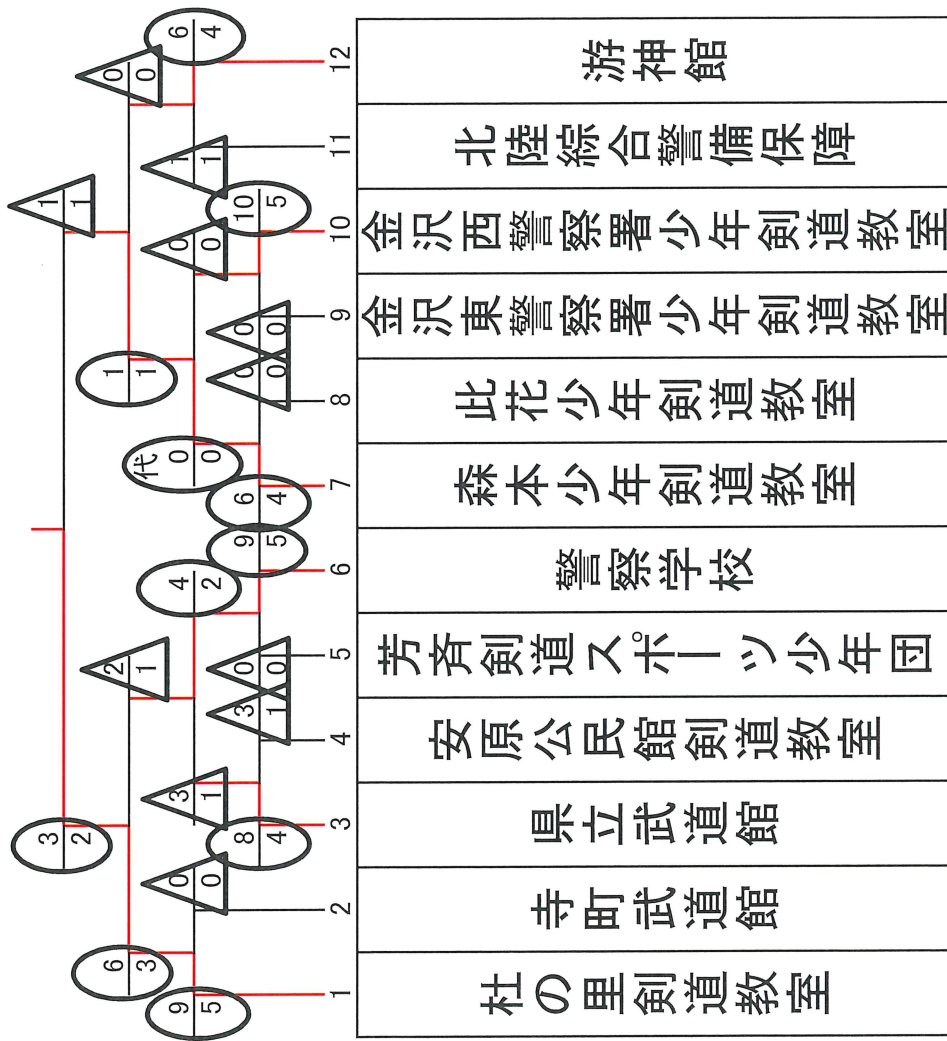 3 1
2 1
6 2 1 0
3 1 1 0
9 0 3 4 代0 0 1 6
5 0 1 2 0 0 1 4
8 3 0 9 6 0 0 10
4 1 0 5 4 0 0 5
1 2 3 4 5 6 7 8 9 10 11 12
杜の里剣道教室
寺町武道館
県立武道館
安原公民館剣道教室
芳斉剣道スポーツ少年団
警察学校
森本少年剣道教室
此花少年剣道教室
金沢東警察署少年剣道教室
金沢西警察署少年剣道教室
北陸綜合警備保障
游神館